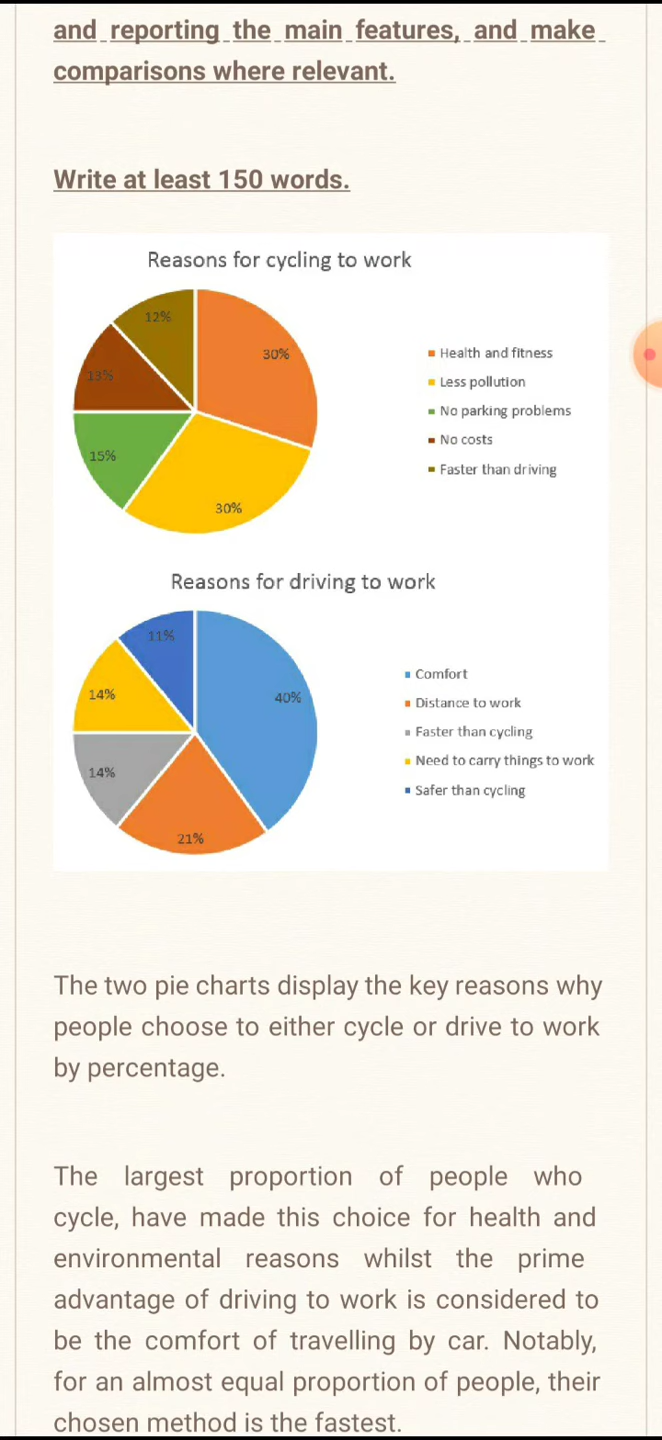 and reporting the main features, and make
comparisons where relevant.
Write at least 150 words.
Reasons for cycling to work
12%
30%
13%
15%
30%
Health and fitness
Less pollution
No parking problems
No costs
Faster than driving
Reasons for driving to work
11%
40%
14%
14%
21%
Comfort
Distance to work
Faster than cycling
Need to carry things to work
Safer than cycling
The two pie charts display the key reasons why
people choose to either cycle or drive to work
by percentage.
The largest proportion of people who
cycle, have made this choice for health and
environmental reasons whilst the prime
advantage of driving to work is considered to
be the comfort of travelling by car. Notably,
for an almost equal proportion of people, their
chosen method is the fastest.